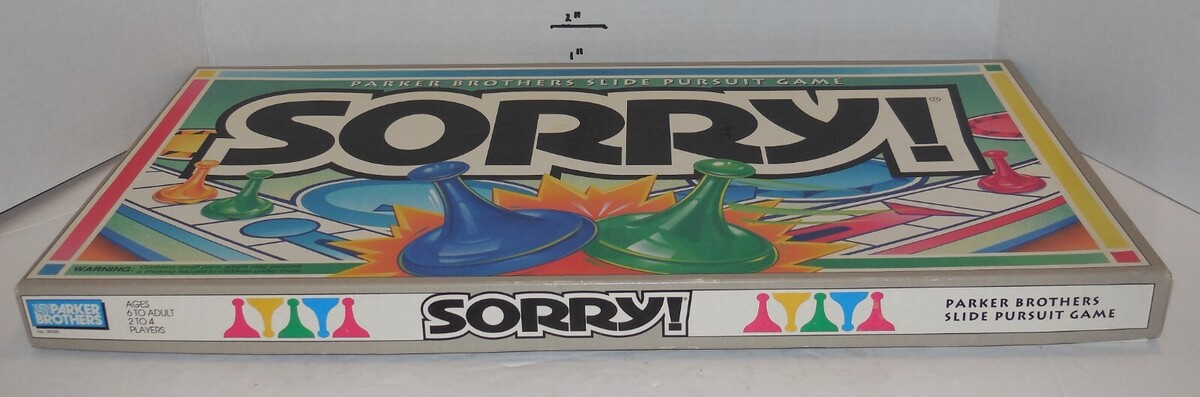 2"
1"
PARKER BROTHERS SLIDE PURSUIT GAME
SORRY!®
WARNING:
PARKER
BROTHERS
AGES
6 TO ADULT
2 TO 4
PLAYERS
SORRY!
PARKER BROTHERS
SLIDE PURSUIT GAME